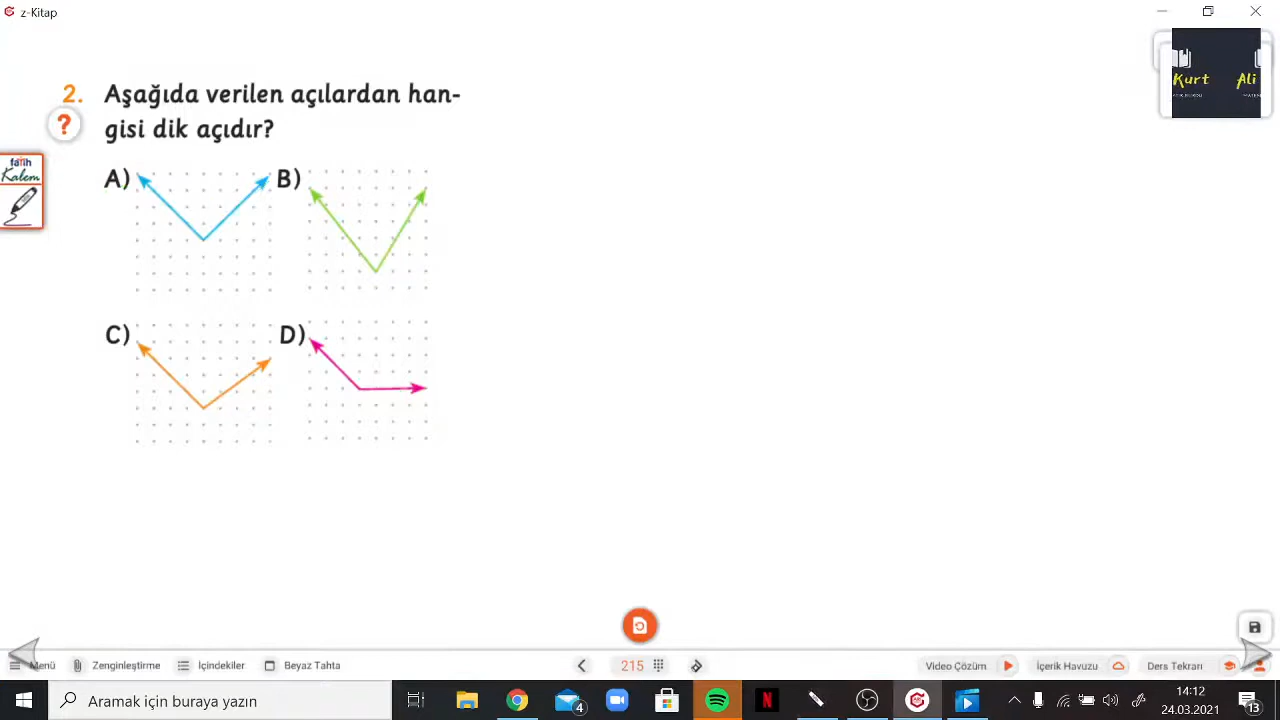 z-Kitap
Kurt Ali
2. Aşağıda verilen açılardan han-
? gisi dik açıdır?
fatih
Kalem
A) B)
C) D)
Menü Zenginleştirme İçindekiler Beyaz Tahta 215 Video Çözüm İçerik Havuzu Ders Tekrarı
Aramak için buraya yazın
4
N
14:12
24.03.2021
13